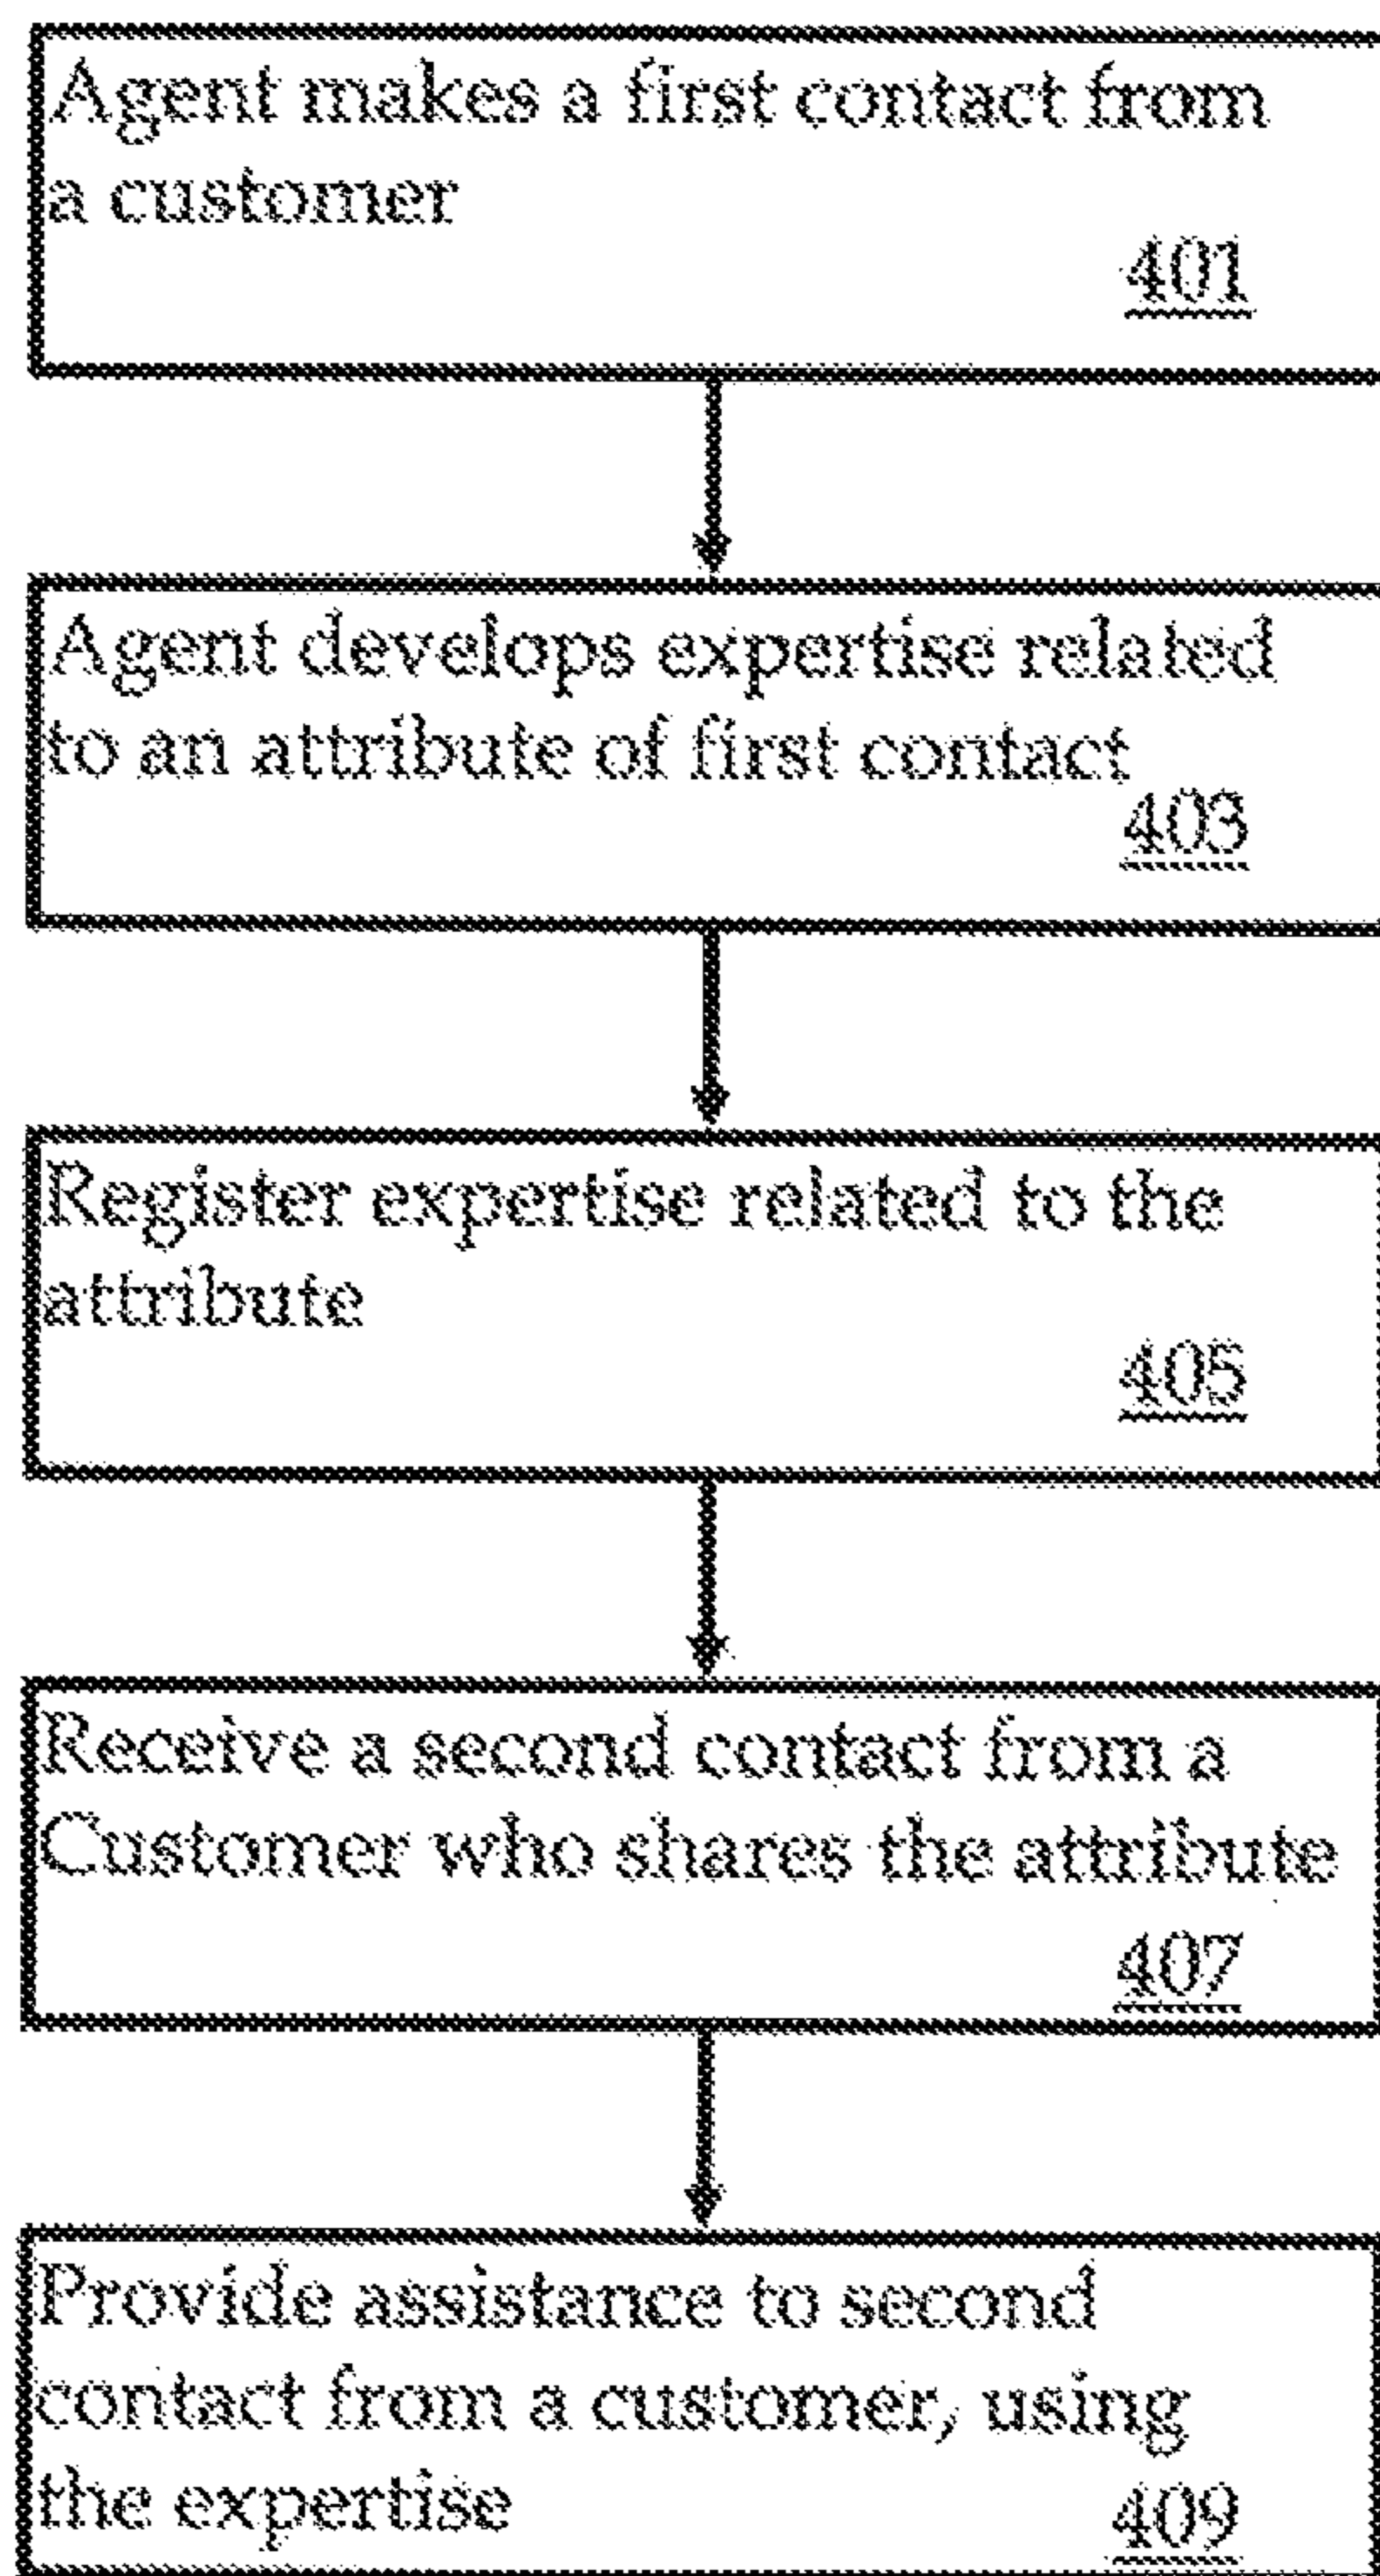 Agent makes a first contact from
a customer
401
Agent develops expertise related
to an attribute of first contact
403
Register expertise related to the
attribute
405
Receive a second contact from a
Customer who shares the attribute
407
Provide assistance to second
contact from a customer, using
the expertise
409